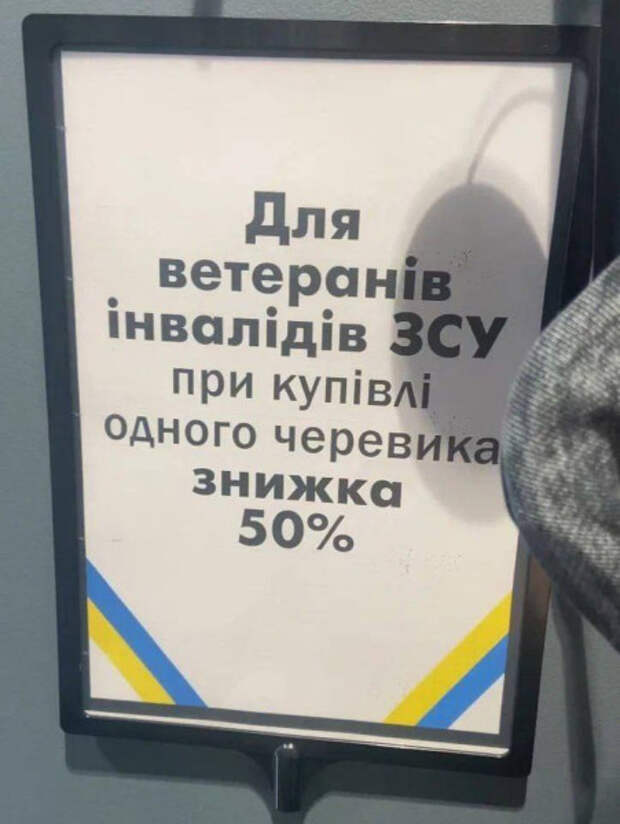 Для
ветеранів
інвалідів ЗСУ
при купівлі
одного черевика
знижка
50%